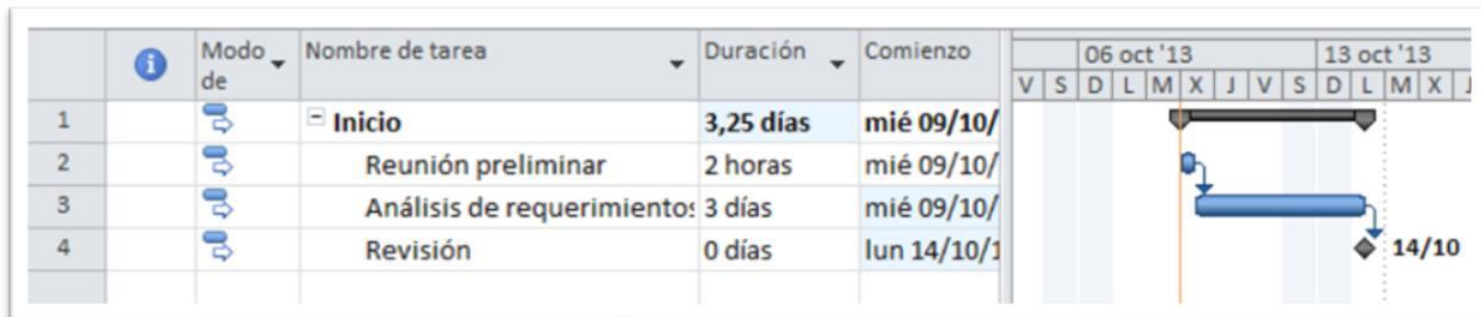 Modo de Nombre de tarea Duración Comienzo 06 oct '13 13 oct '13
V S D L M X J V S D L M X J
1 Inicio 3,25 días mié 09/10/
2 Reunión preliminar 2 horas mié 09/10/
3 Análisis de requerimientos 3 días mié 09/10/
4 Revisión 0 días lun 14/10/1 14/10